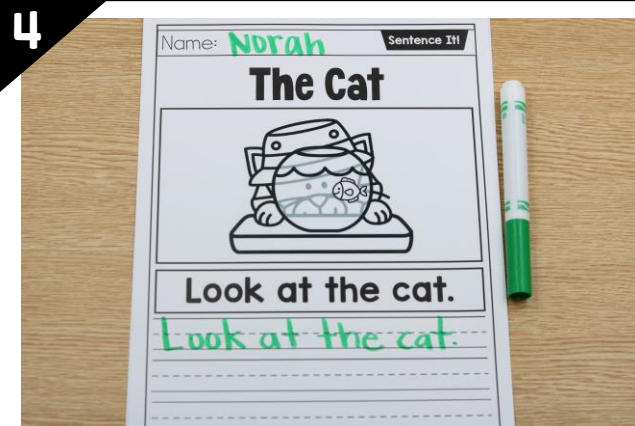 4
Name: Norah
Sentence It!
The Cat
Look at the cat.
Look at the cat.